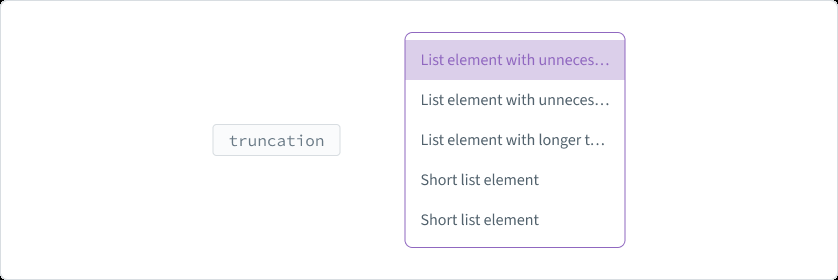 truncation
List element with unneces…
List element with unneces…
List element with longer t…
Short list element
Short list element